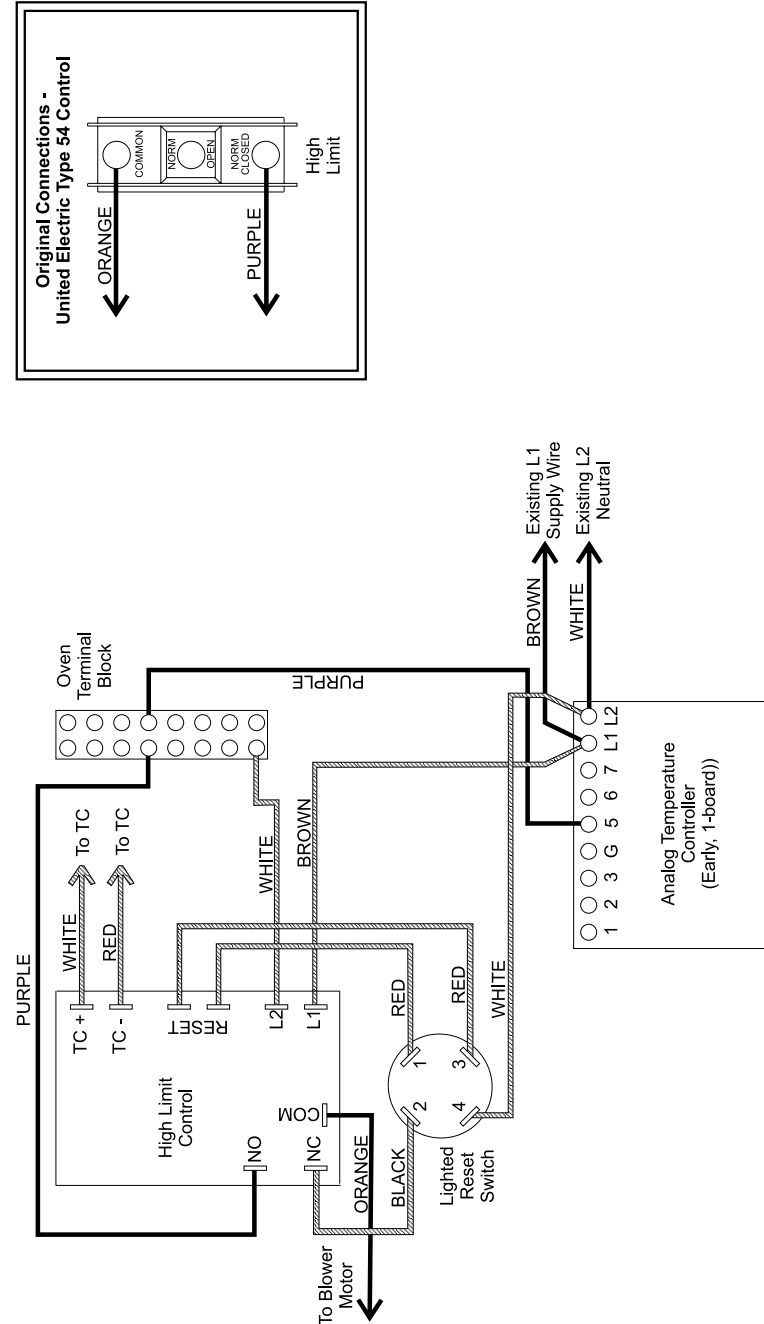 Original Connections -
United Electric Type 54 Control
ORANGE
PURPLE
COMMON
NORM
OPEN
NORM
CLOSED
High
Limit
Existing L1
Supply Wire
Existing L2
Neutral
BROWN
WHITE
Oven
Terminal
Block
PURPLE
PURPLE
To TC
To TC
WHITE
RED
WHITE
BROWN
TC +
TC -
RESET
L2
L1
High Limit
Control
COM
NO
NC
RED
RED
WHITE
1
3
2
4
BLACK
ORANGE
Lighted
Reset
Switch
To Blower
Motor
1 2 3 G 5 6 7 L1 L2
Analog Temperature
Controller
(Early, 1-board))